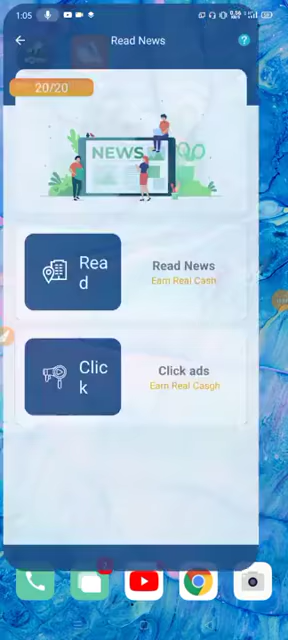 1:05
Read News
?
20/20
NEWS
Rea
d
Read News
Earn Real Cash
Clic
k
Click ads
Earn Real Casgh